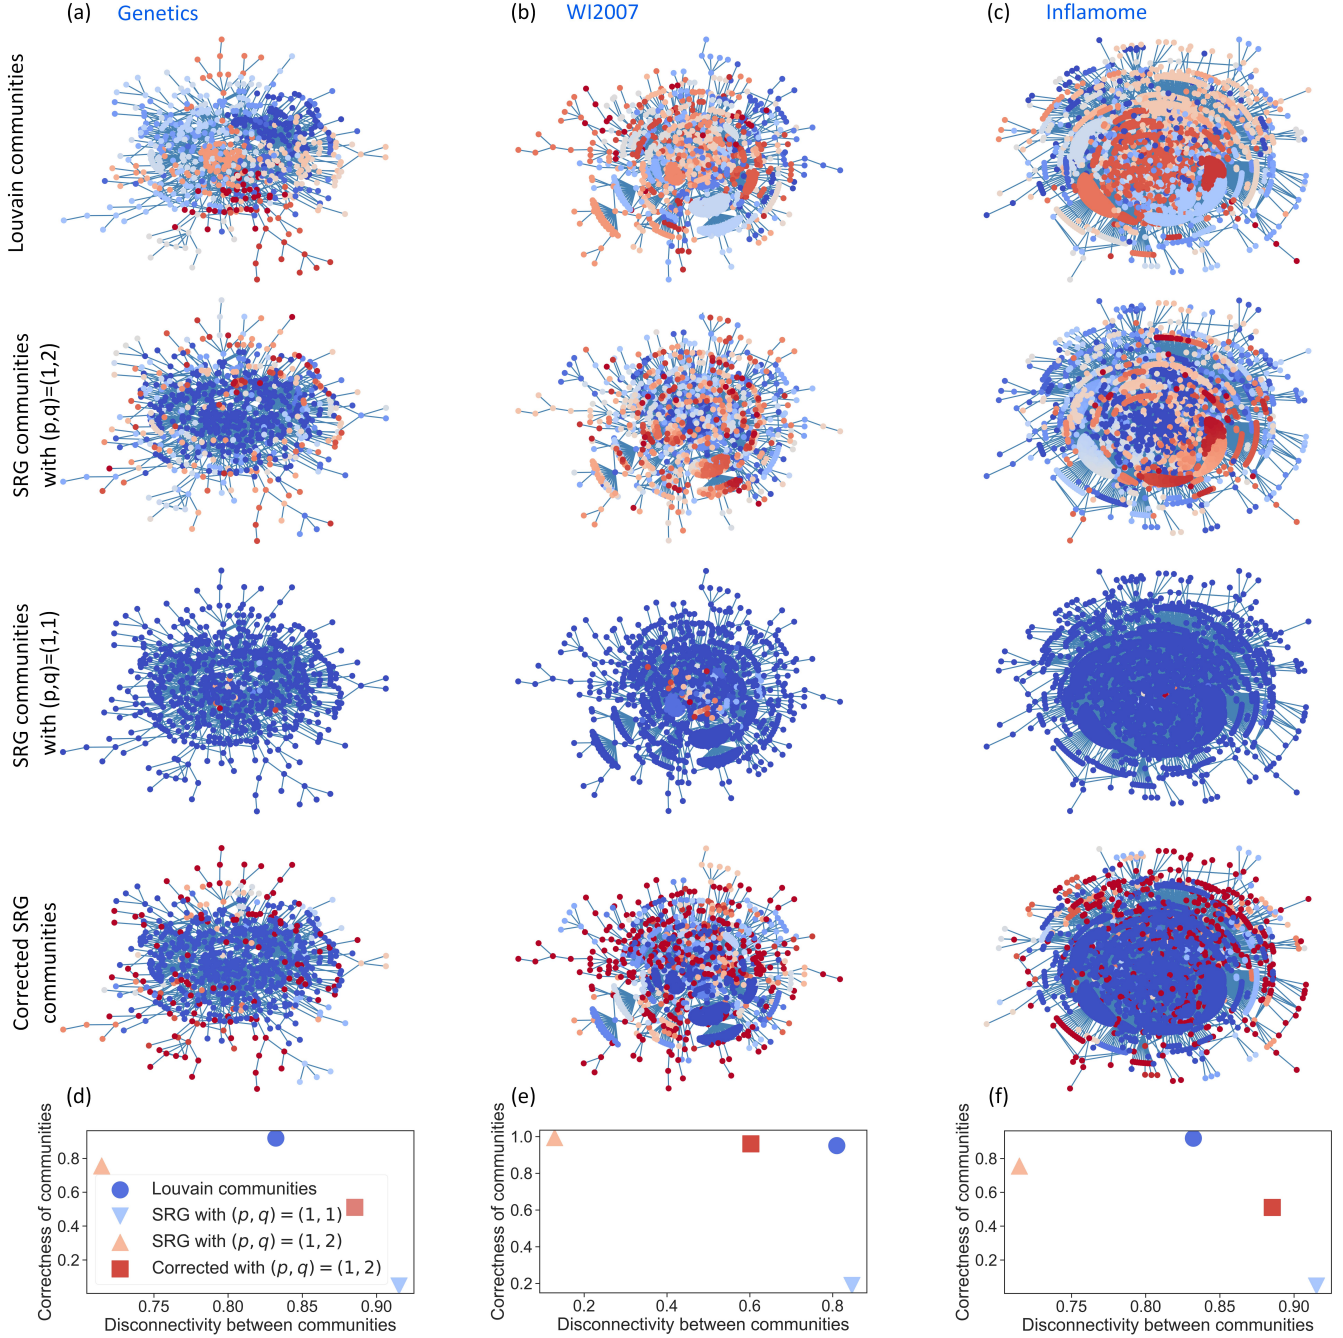 (a) Genetics
(b) WI2007
(c) Inflamome
Louvain communities
SRG communities
with (p,q)=(1,2)
SRG communities
with (p,q)=(1,1)
Corrected SRG
communities
(d)
Correctness of communities
0.8
0.6
0.4
0.2
0.75 0.80 0.85 0.90
Disconnectivity between communities
Louvain communities
SRG with (p, q) = (1, 1)
SRG with (p, q) = (1, 2)
Corrected with (p, q) = (1, 2)
(e)
Correctness of communities
1.0
0.8
0.6
0.4
0.2
0.2 0.4 0.6 0.8
Disconnectivity between communities
(f)
Correctness of communities
0.8
0.6
0.4
0.2
0.75 0.80 0.85 0.90
Disconnectivity between communities